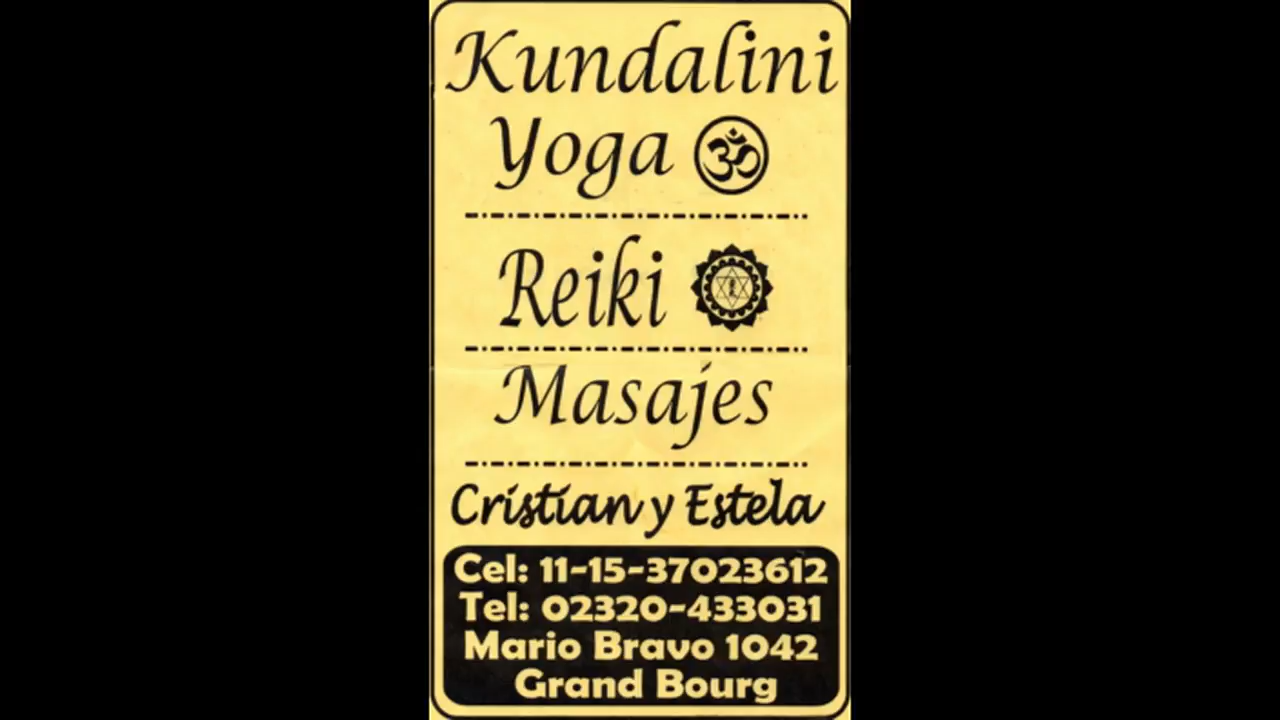 Kundalini
Yoga ॐ
Reiki
Masajes
Cristian y Estela
Cel: 11-15-37023612
Tel: 02320-433031
Mario Bravo 1042
Grand Bourg